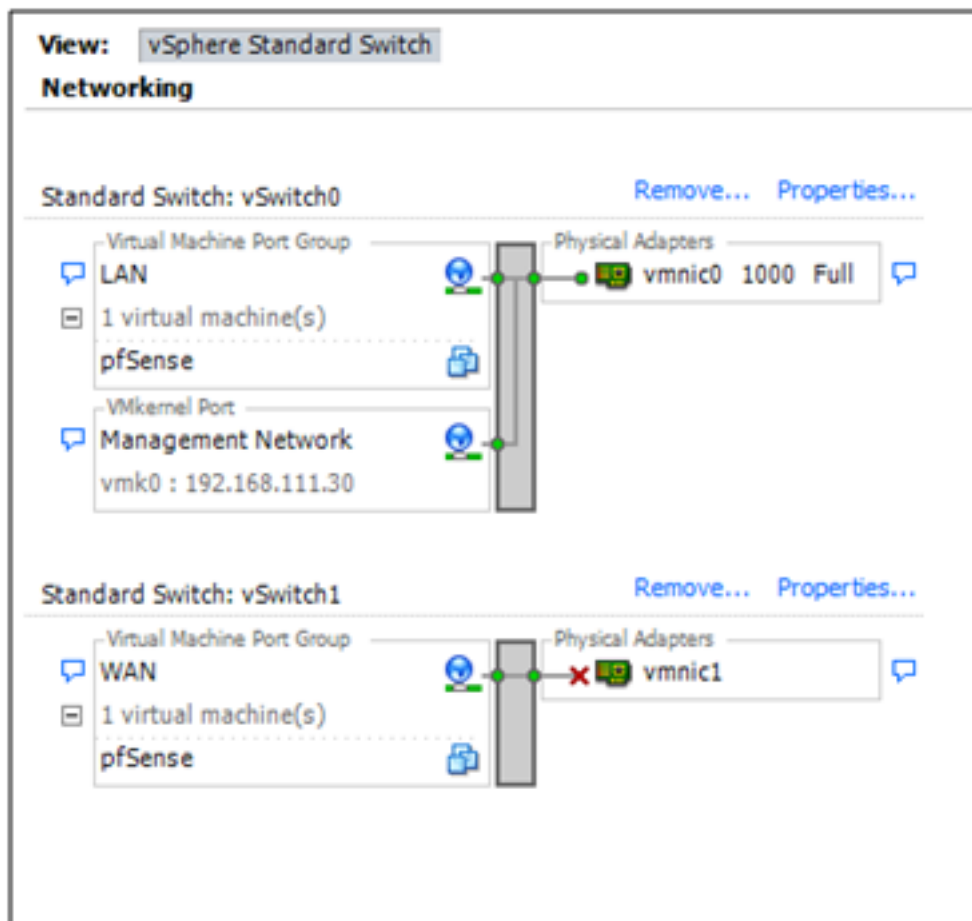 View: vSphere Standard Switch
Networking
Standard Switch: vSwitch0 Remove... Properties...
Virtual Machine Port Group Physical Adapters
LAN vmnic0 1000 Full
1 virtual machine(s)
pfSense
VMkernel Port
Management Network
vmk0 : 192.168.111.30
Standard Switch: vSwitch1 Remove... Properties...
Virtual Machine Port Group Physical Adapters
WAN vmnic1
1 virtual machine(s)
pfSense